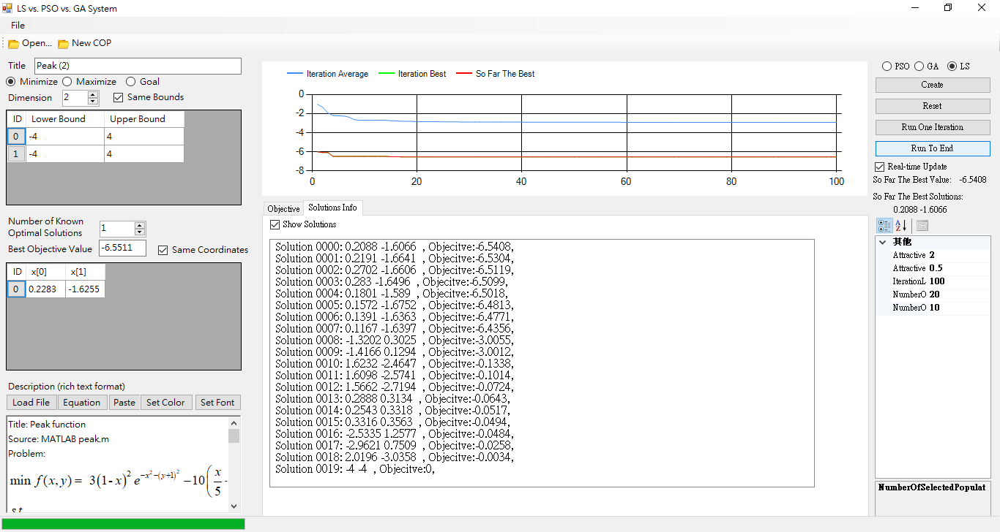 LS vs. PSO vs. GA System
File
Open... New COP
Title Peak (2)
Minimize Maximize Goal
Dimension 2 Same Bounds
ID Lower Bound Upper Bound
0 -4 4
1 -4 4
Number of Known
Optimal Solutions 1
Best Objective Value -6.5511 Same Coordinates
ID x[0] x[1]
0 0.2283 -1.6255
Description (rich text format)
Load File Equation Paste Set Color Set Font
Title: Peak function
Source: MATLAB peak.m
Problem:
min f(x,y) = 3(1-x)² e^{-x²-(y+1)²} -10(x/5 -
s.t.
Iteration Average Iteration Best So Far The Best
0
-2
-4
-6
-8
0 20 40 60 80 100
Objective Solutions Info
Show Solutions
Solution 0000: 0.2088 -1.6066 , Objecitve:-6.5408,
Solution 0001: 0.2191 -1.6641 , Objecitve:-6.5304,
Solution 0002: 0.2702 -1.6606 , Objecitve:-6.5119,
Solution 0003: 0.283 -1.6496 , Objecitve:-6.5099,
Solution 0004: 0.1801 -1.589 , Objecitve:-6.5018,
Solution 0005: 0.1572 -1.6752 , Objecitve:-6.4813,
Solution 0006: 0.1391 -1.6363 , Objecitve:-6.4771,
Solution 0007: 0.1167 -1.6397 , Objecitve:-6.4356,
Solution 0008: -1.3202 0.3025 , Objecitve:-3.0055,
Solution 0009: -1.4166 0.1294 , Objecitve:-3.0012,
Solution 0010: 1.6232 -2.4647 , Objecitve:-0.1338,
Solution 0011: 1.6098 -2.5741 , Objecitve:-0.1014,
Solution 0012: 1.5662 -2.7194 , Objecitve:-0.0724,
Solution 0013: 0.2888 0.3134 , Objecitve:-0.0643,
Solution 0014: 0.2543 0.3318 , Objecitve:-0.0517,
Solution 0015: 0.3316 0.3563 , Objecitve:-0.0494,
Solution 0016: -2.5335 1.2577 , Objecitve:-0.0484,
Solution 0017: -2.9621 0.7509 , Objecitve:-0.0258,
Solution 0018: 2.0196 -3.0358 , Objecitve:-0.0034,
Solution 0019: -4 -4 , Objecitve:0,
PSO GA LS
Create
Reset
Run One Iteration
Run To End
Real-time Update
So Far The Best Value: -6.5408
So Far The Best Solutions:
0.2088 -1.6066
其他
Attractive 2
Attractive 0.5
IterationL 100
NumberO 20
NumberO 10
NumberOfSelectedPopulat